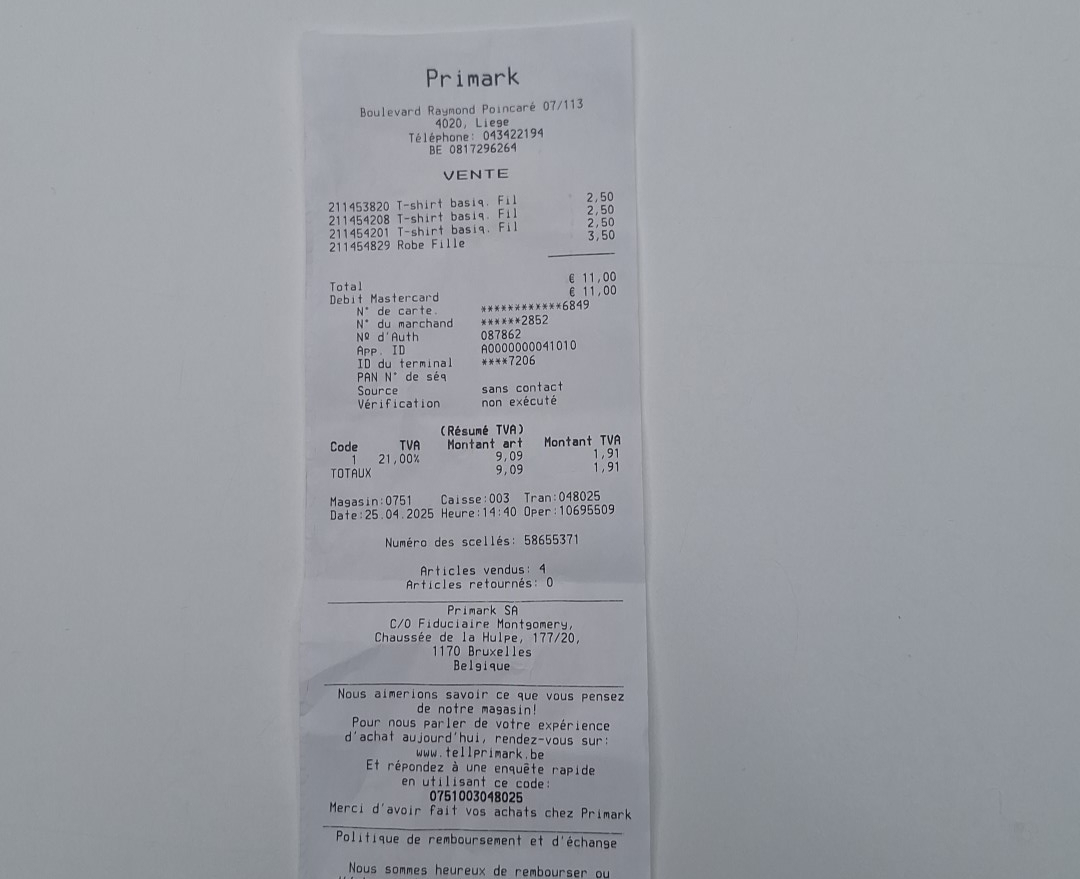 Primark
Boulevard Raymond Poincaré 07/113
4020, Liege
Téléphone: 043422194
BE 0817296264
VENTE
211453820 T-shirt basiq. Fil 2,50
211454208 T-shirt basiq. Fil 2,50
211454201 T-shirt basiq. Fil 2,50
211454829 Robe Fille 3,50
Total € 11,00
Debit Mastercard € 11,00
N° de carte. ************6849
N° du marchand ******2852
Nº d'Auth 087862
App. ID A0000000041010
ID du terminal ****7206
PAN N° de séq
Source sans contact
Vérification non exécuté
(Résumé TVA)
Code TVA Montant art Montant TVA
1 21,00% 9,09 1,91
TOTAUX 9,09 1,91
Magasin:0751 Caisse:003 Tran:048025
Date:25.04.2025 Heure:14:40 Oper:10695509
Numéro des scellés: 58655371
Articles vendus: 4
Articles retournés: 0
Primark SA
C/O Fiduciaire Montgomery,
Chaussée de la Hulpe, 177/20,
1170 Bruxelles
Belgique
Nous aimerions savoir ce que vous pensez
de notre magasin!
Pour nous parler de votre expérience
d'achat aujourd'hui, rendez-vous sur:
www.tellprimark.be
Et répondez à une enquête rapide
en utilisant ce code:
0751003048025
Merci d'avoir fait vos achats chez Primark
Politique de remboursement et d'échange
Nous sommes heureux de rembourser ou